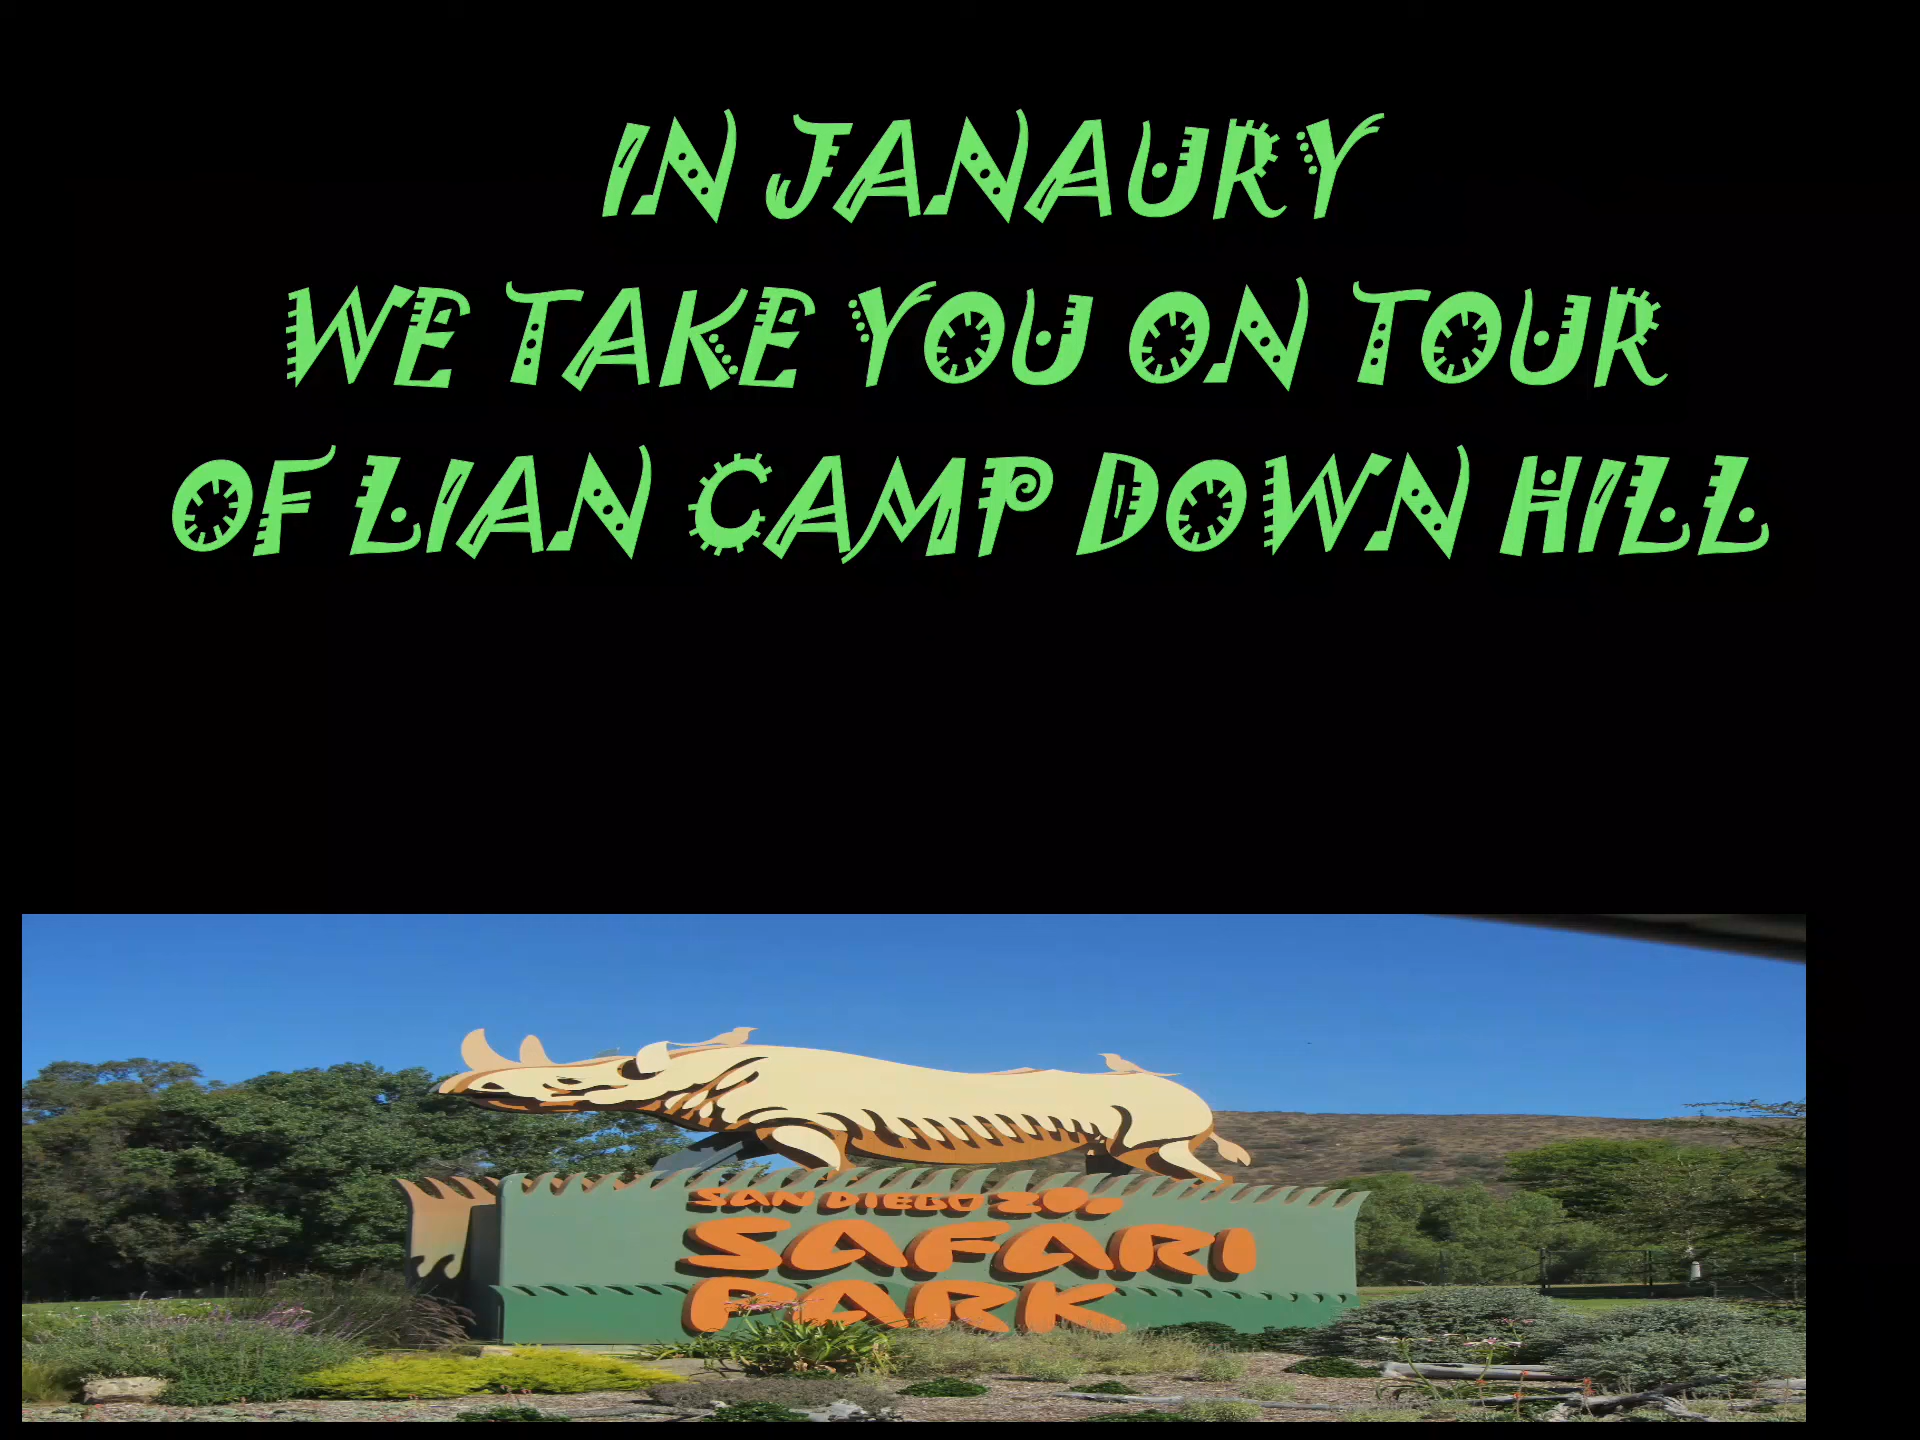 IN JANAURY
WE TAKE YOU ON TOUR
OF LIAN CAMP DOWN HILL
SAN DIEGO ZOO
SAFARI
PARK